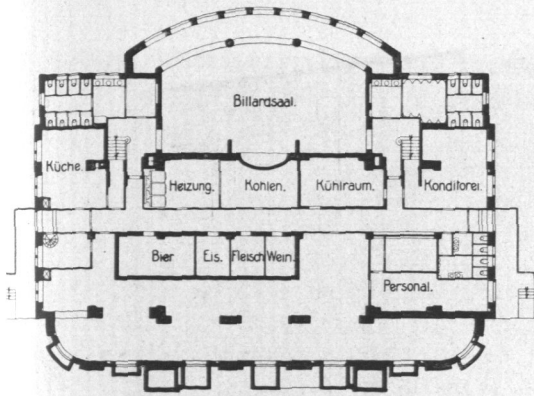 Billardsaal.
Küche.
Heizung.
Kohlen.
Kühlraum.
Konditorei.
Bier
Eis.
Fleisch
Wein.
Personal.